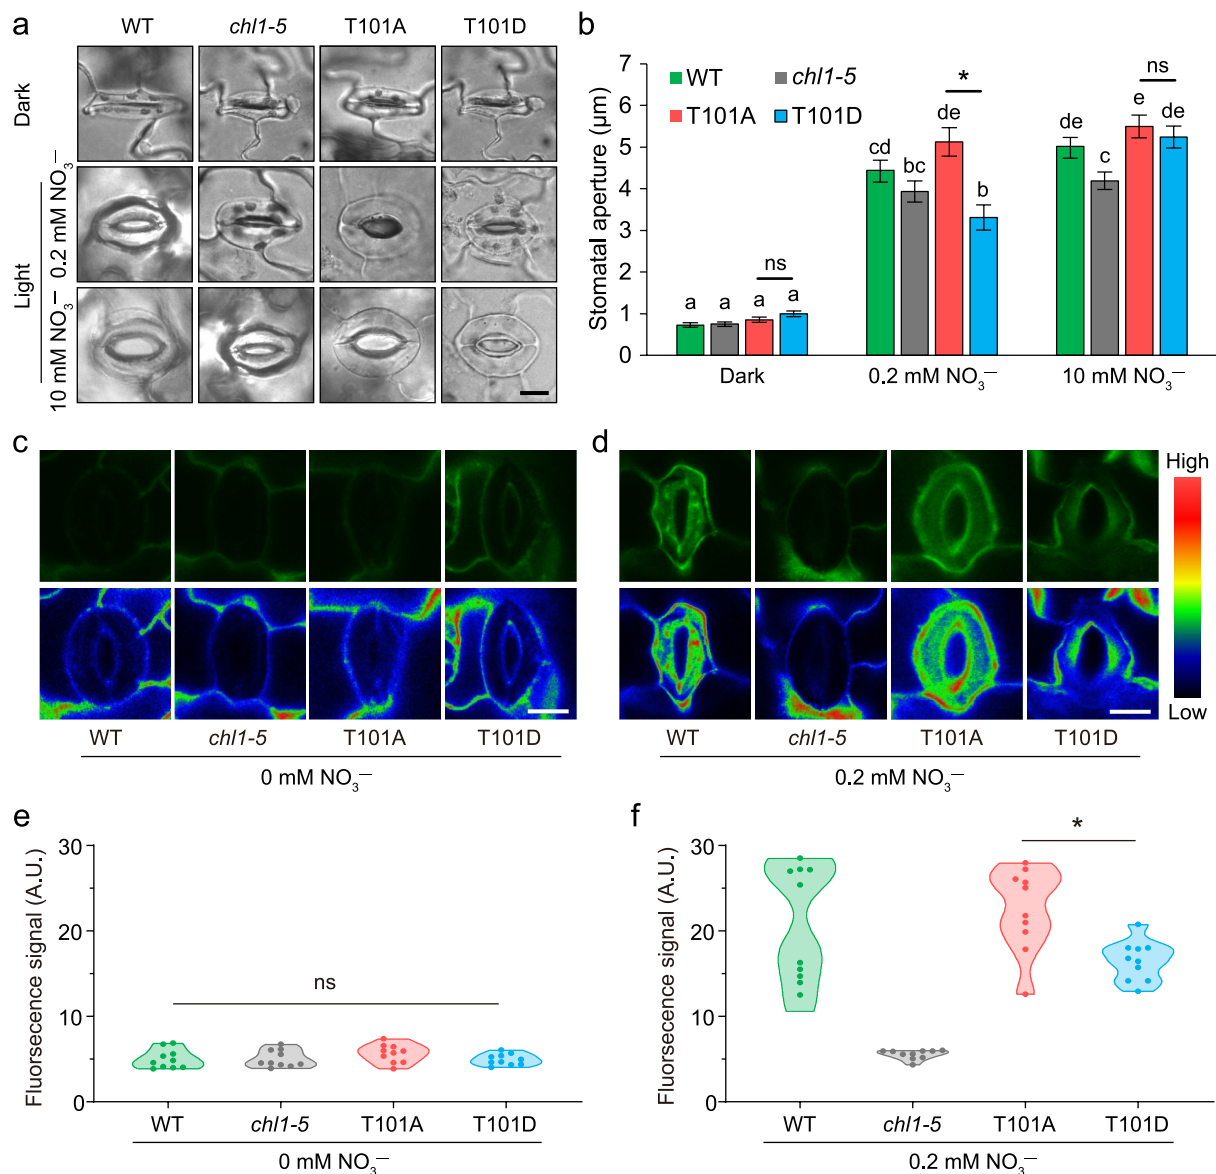 a
WT chl1-5 T101A T101D
Dark
Light
0.2 mM NO3—
10 mM NO3—
b
Stomatal aperture (μm)
7
6
5
4
3
2
1
0
WT chl1-5
T101A T101D
a a a a
ns
cd bc de b
*
de c e de
ns
Dark 0.2 mM NO3— 10 mM NO3—
c
WT chl1-5 T101A T101D
0 mM NO3—
d
High
Low
WT chl1-5 T101A T101D
0.2 mM NO3—
e
Fluorsecence signal (A.U.)
30
20
10
0
ns
WT chl1-5 T101A T101D
0 mM NO3—
f
Fluorsecence signal (A.U.)
30
20
10
0
*
WT chl1-5 T101A T101D
0.2 mM NO3—